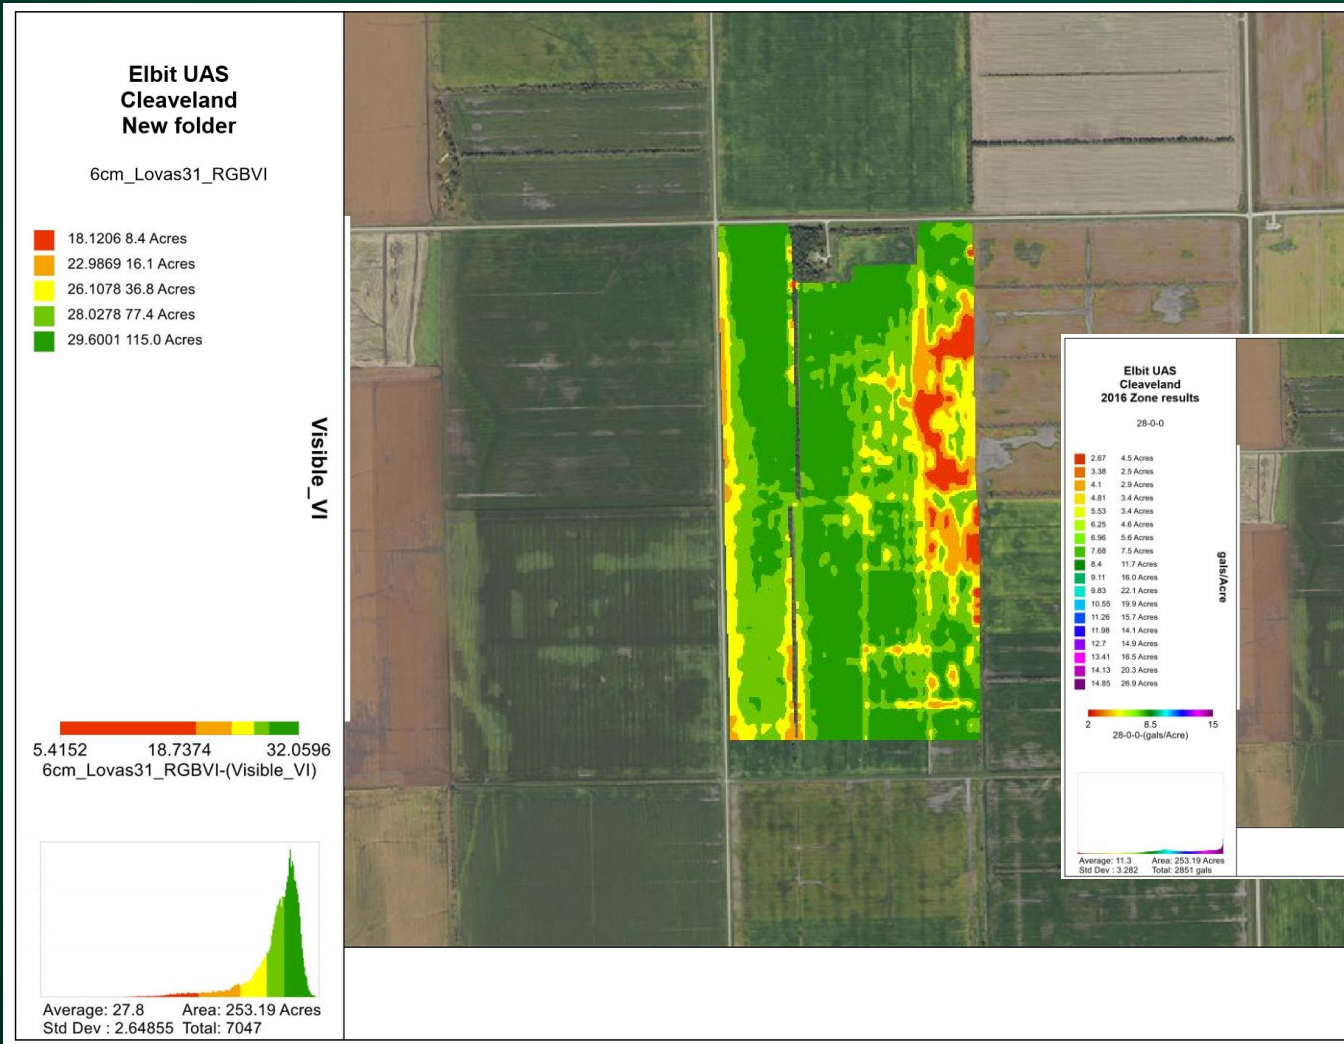 Elbit UAS
Cleaveland
New folder
6cm_Lovas31_RGBVI
18.1206 8.4 Acres
22.9869 16.1 Acres
26.1078 36.8 Acres
28.0278 77.4 Acres
29.6001 115.0 Acres
Visible_VI
5.4152 18.7374 32.0596
6cm_Lovas31_RGBVI-(Visible_VI)
Average: 27.8 Area: 253.19 Acres
Std Dev : 2.64855 Total: 7047
Elbit UAS
Cleaveland
2016 Zone results
28-0-0
2.67 4.5 Acres
3.38 2.5 Acres
4.1 2.9 Acres
4.81 3.4 Acres
5.53 3.4 Acres
6.25 4.6 Acres
6.96 5.6 Acres
7.68 7.5 Acres
8.4 11.7 Acres
9.11 16.0 Acres
9.83 22.1 Acres
10.55 19.9 Acres
11.26 15.7 Acres
11.98 14.1 Acres
12.7 14.9 Acres
13.41 16.5 Acres
14.13 20.3 Acres
14.85 26.9 Acres
gals/Acre
2 8.5 15
28-0-0-(gals/Acre)
Average: 11.3 Area: 253.19 Acres
Std Dev : 3.282 Total: 2851 gals